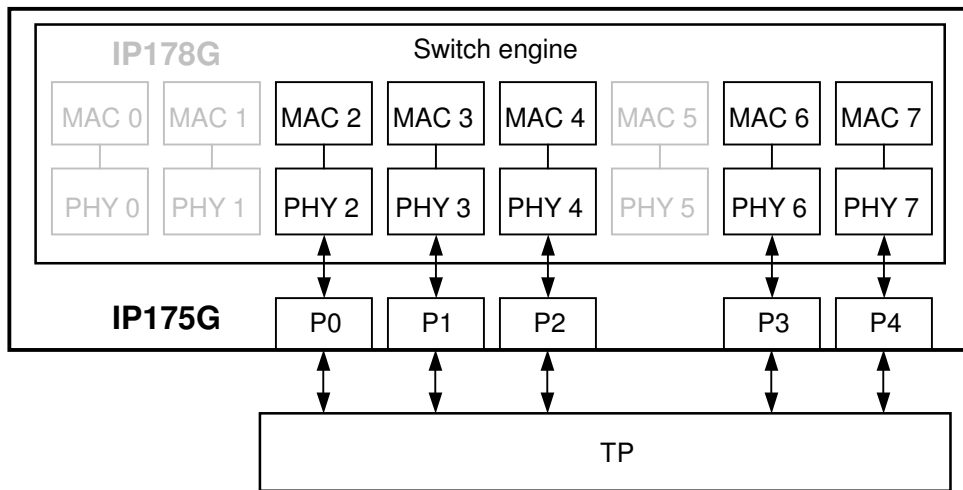 IP178G Switch engine
MAC 0 MAC 1 MAC 2 MAC 3 MAC 4 MAC 5 MAC 6 MAC 7
PHY 0 PHY 1 PHY 2 PHY 3 PHY 4 PHY 5 PHY 6 PHY 7
IP175G P0 P1 P2 P3 P4
TP